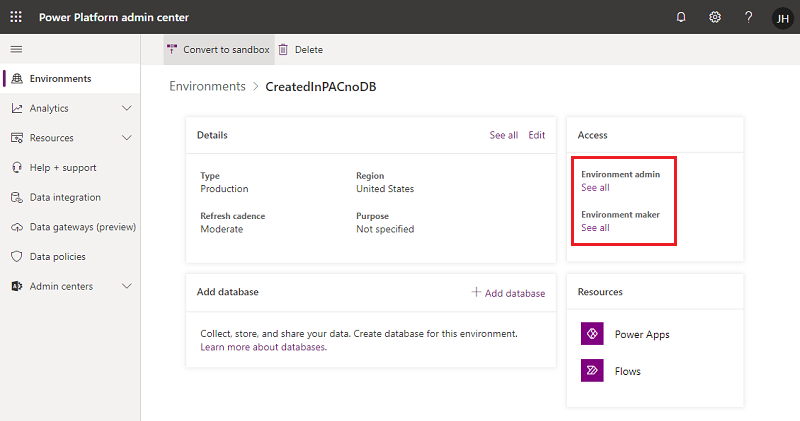 Power Platform admin center
?
JH
Convert to sandbox
Delete
Environments
Analytics
Resources
Help + support
Data integration
Data gateways (preview)
Data policies
Admin centers
Environments > CreatedInPACnoDB
Details
See all Edit
Type
Production
Region
United States
Refresh cadence
Moderate
Purpose
Not specified
Access
Environment admin
See all
Environment maker
See all
Add database
+ Add database
Collect, store, and share your data. Create database for this environment.
Learn more about databases.
Resources
Power Apps
Flows